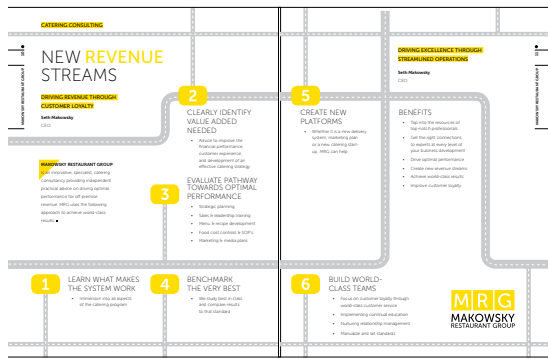 CATERING CONSULTING
NEW REVENUE
STREAMS
DRIVING REVENUE THROUGH
CUSTOMER LOYALTY
Seth Makowsky
CEO
MAKOWSKY RESTAURANT GROUP
is an innovative, specialist, catering
consultancy providing independent
practical advice on driving optimal
performance for off premise
revenue. MRG uses the following
approach to achieve world-class
results.
MAKOWSKY RESTAURANT GROUP
1
LEARN WHAT MAKES
THE SYSTEM WORK
• Immersion into all aspects
of the catering program
2
CLEARLY IDENTIFY
VALUE ADDED
NEEDED
• Advice to improve the
financial performance,
customer experience,
and development of an
effective catering strategy
3
EVALUATE PATHWAY
TOWARDS OPTIMAL
PERFORMANCE
• Strategic planning
• Sales & leadership training
• Menu & recipe development
• Food cost controls & SOP's
• Marketing & media plans
4
BENCHMARK
THE VERY BEST
• We study best in class
and compare results
to that standard
5
CREATE NEW
PLATFORMS
• Whether it is a new delivery
system, marketing plan
or a new catering start-
up, MRG can help
6
BUILD WORLD-
CLASS TEAMS
• Focus on customer loyalty through
world-class customer service
• Implementing continual education
• Nurturing relationship management
• Manuable and set standards
DRIVING EXCELLENCE THROUGH
STREAMLINED OPERATIONS
Seth Makowsky
CEO
BENEFITS
• Tap into the resources of
top match professionals
• Get the right connections
to experts at every level of
your business development
• Drive optimal performance
• Create new revenue streams
• Achieve world-class results
• Improve customer loyalty
MAKOWSKY RESTAURANT GROUP
MRG
MAKOWSKY
RESTAURANT GROUP